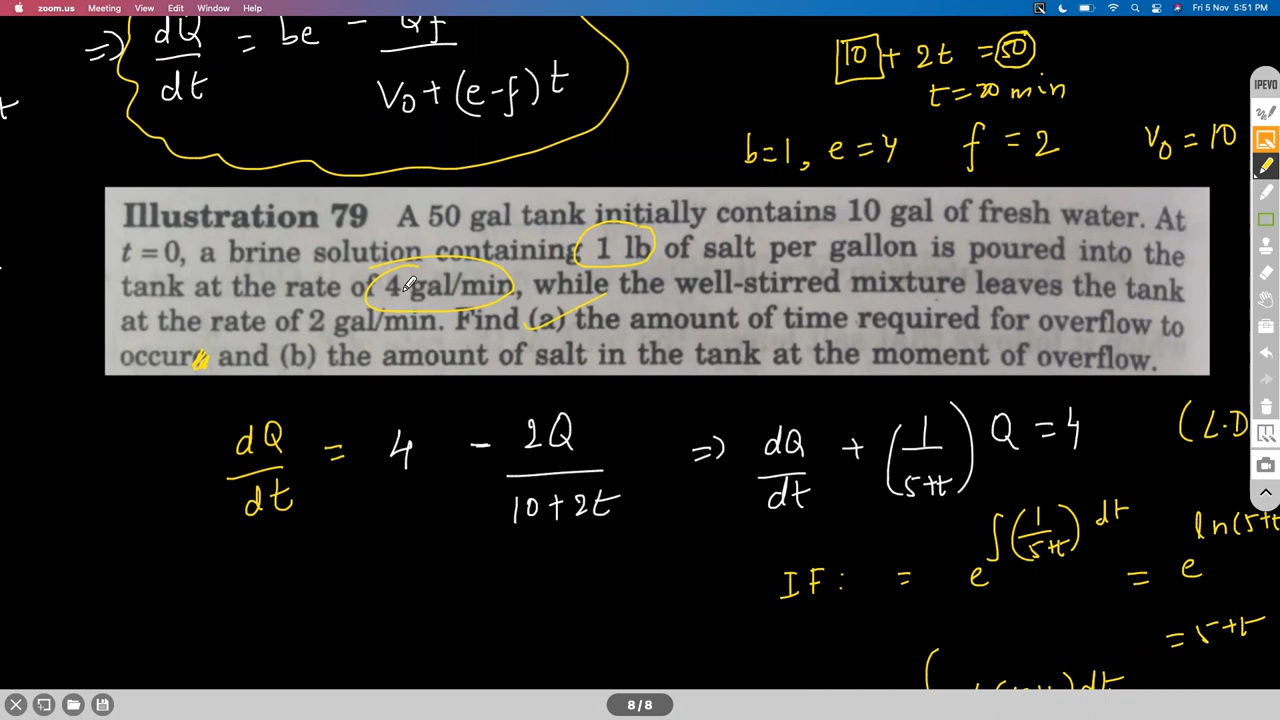 zoom.us Meeting View Edit Window Help
Fri 5 Nov 5:51 PM
=> dQ/dt = be - Qf/(V0 + (e-f)t)
10 + 2t = 50
t = 20 min
b=1, e=4 f=2 V0=10
IPEVO
Illustration 79 A 50 gal tank initially contains 10 gal of fresh water. At
t = 0, a brine solution containing 1 lb of salt per gallon is poured into the
tank at the rate of 4 gal/min, while the well-stirred mixture leaves the tank
at the rate of 2 gal/min. Find (a) the amount of time required for overflow to
occur and (b) the amount of salt in the tank at the moment of overflow.
dQ/dt = 4 - 2Q/(10+2t) => dQ/dt + (1/(5+t)) Q = 4 (L.D
IF: = e^∫(1/(5+t)) dt = e^ln(5+t
= 5+t
8/8